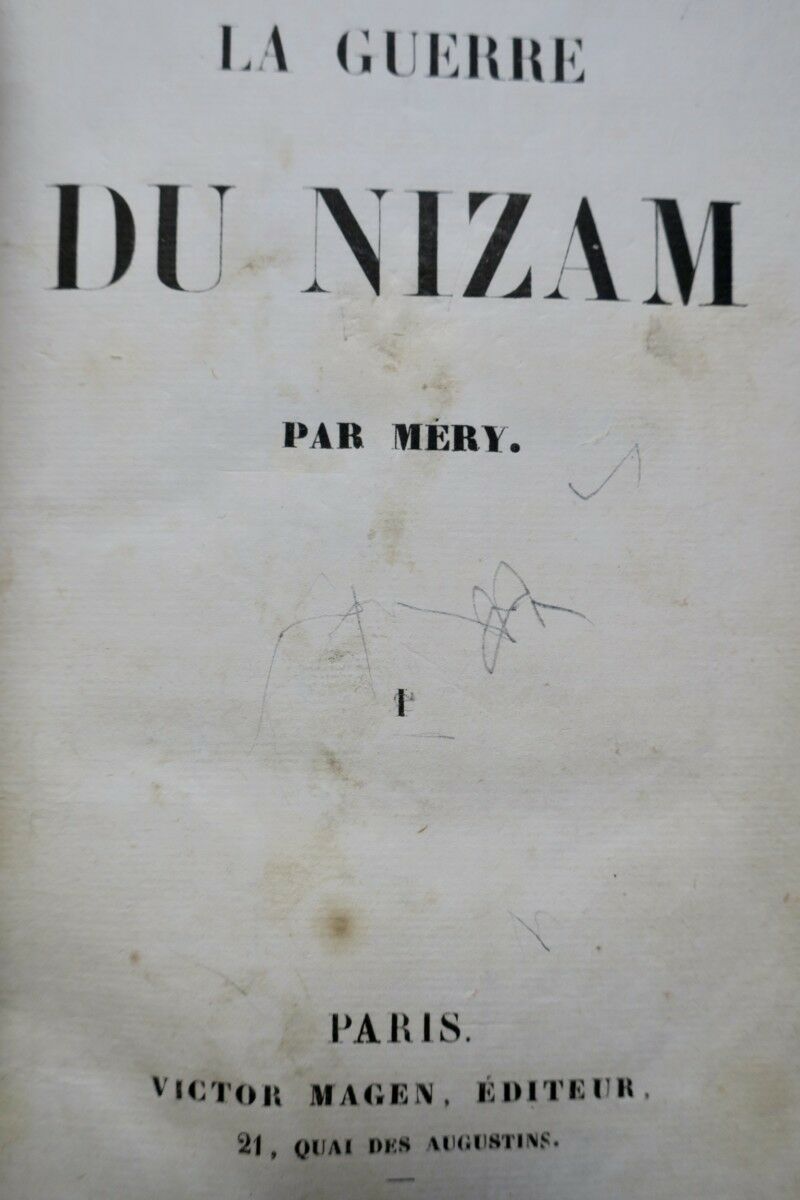 LA GUERRE
DU NIZAM
PAR MÉRY.
I
PARIS.
VICTOR MAGEN, ÉDITEUR,
21, QUAI DES AUGUSTINS.